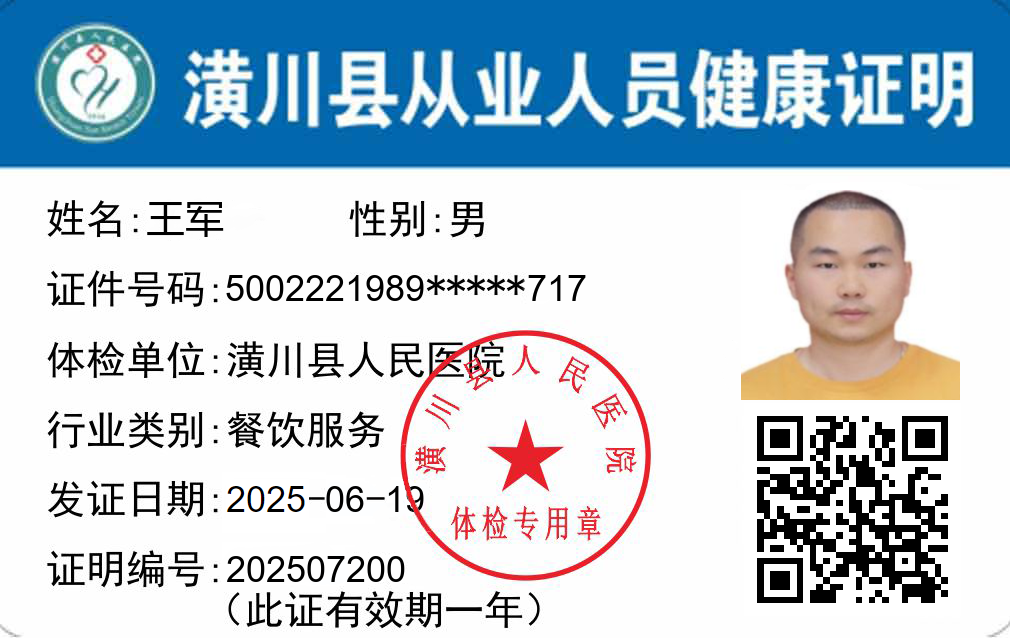 潢川县从业人员健康证明
姓名:王军 性别:男
证件号码:5002221989*****717
体检单位:潢川县人民医院
行业类别:餐饮服务
发证日期:2025-06-19
证明编号:202507200
（此证有效期一年）
潢川县人民医院
体检专用章